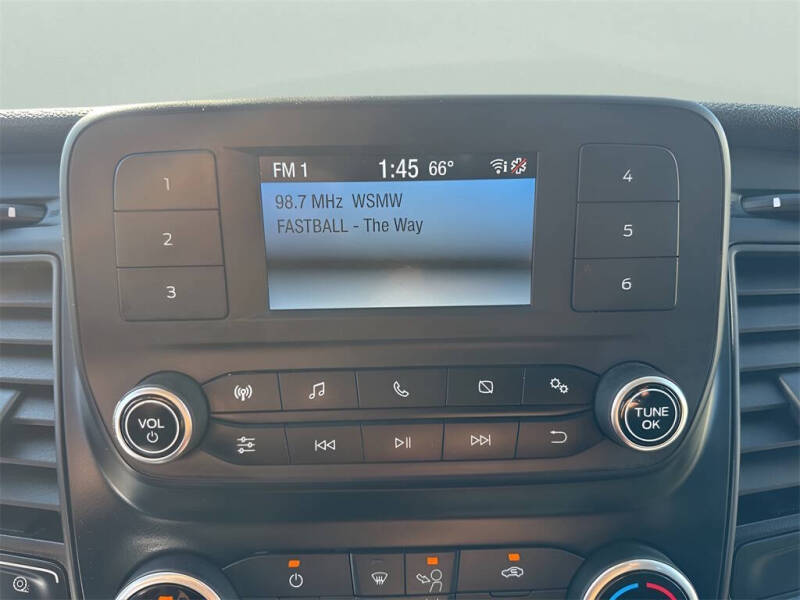 FM 1 1:45 66°
98.7 MHz WSMW
FASTBALL - The Way
1
2
3
4
5
6
VOL
TUNE
OK